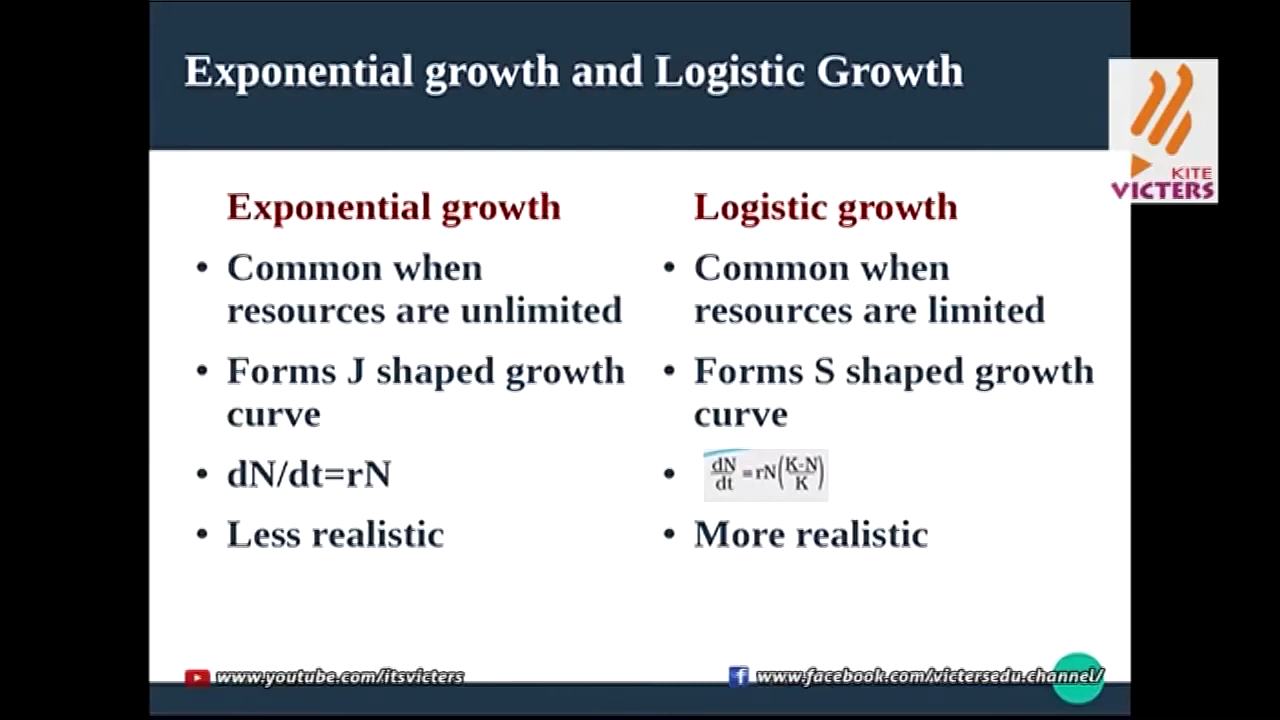 Exponential growth and Logistic Growth
KITE
VICTERS
Exponential growth
• Common when
resources are unlimited
• Forms J shaped growth
curve
• dN/dt=rN
• Less realistic
Logistic growth
• Common when
resources are limited
• Forms S shaped growth
curve
• dN/dt = rN(K-N/K)
• More realistic
www.youtube.com/itsvicters
www.facebook.com/victersedu.channel/